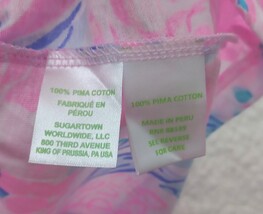 100% PIMA COTTON
FABRIQUÉ EN
PÉROU
SUGARTOWN
WORLDWIDE, LLC
800 THIRD AVENUE
KING OF PRUSSIA, PA USA
100% PIMA COTTON
MADE IN PERU